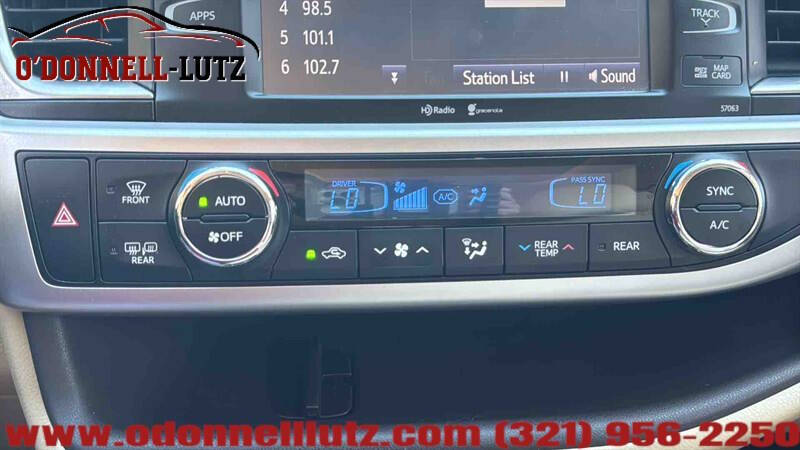 APPS
4 98.5
5 101.1
6 102.7
Station List
Sound
TRACK
MAP CARD
57063
HD Radio
gracenote
O'DONNELL-LUTZ
FRONT
REAR
AUTO
OFF
DRIVER
LO
A/C
PASS SYNC
LO
REAR TEMP
REAR
SYNC
A/C
www.odonnelllutz.com (321) 956-2250